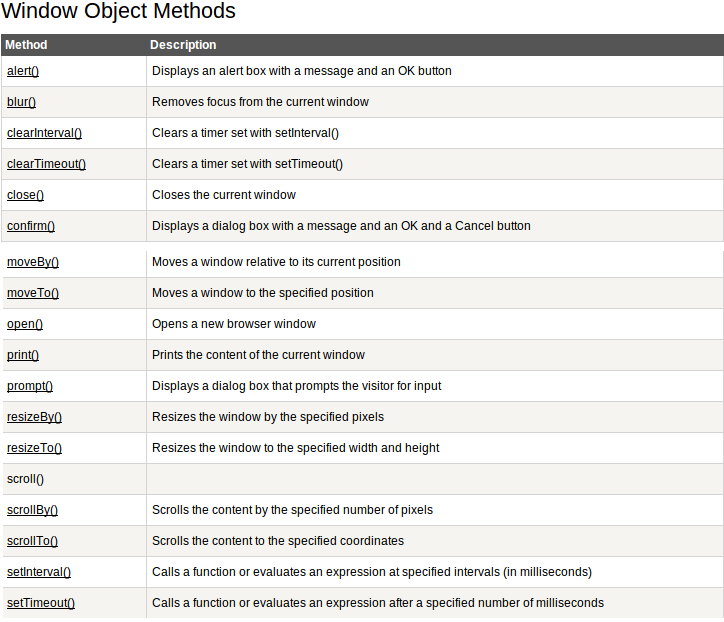 Window Object Methods
Method Description
alert() Displays an alert box with a message and an OK button
blur() Removes focus from the current window
clearInterval() Clears a timer set with setInterval()
clearTimeout() Clears a timer set with setTimeout()
close() Closes the current window
confirm() Displays a dialog box with a message and an OK and a Cancel button
moveBy() Moves a window relative to its current position
moveTo() Moves a window to the specified position
open() Opens a new browser window
print() Prints the content of the current window
prompt() Displays a dialog box that prompts the visitor for input
resizeBy() Resizes the window by the specified pixels
resizeTo() Resizes the window to the specified width and height
scroll()
scrollBy() Scrolls the content by the specified number of pixels
scrollTo() Scrolls the content to the specified coordinates
setInterval() Calls a function or evaluates an expression at specified intervals (in milliseconds)
setTimeout() Calls a function or evaluates an expression after a specified number of milliseconds